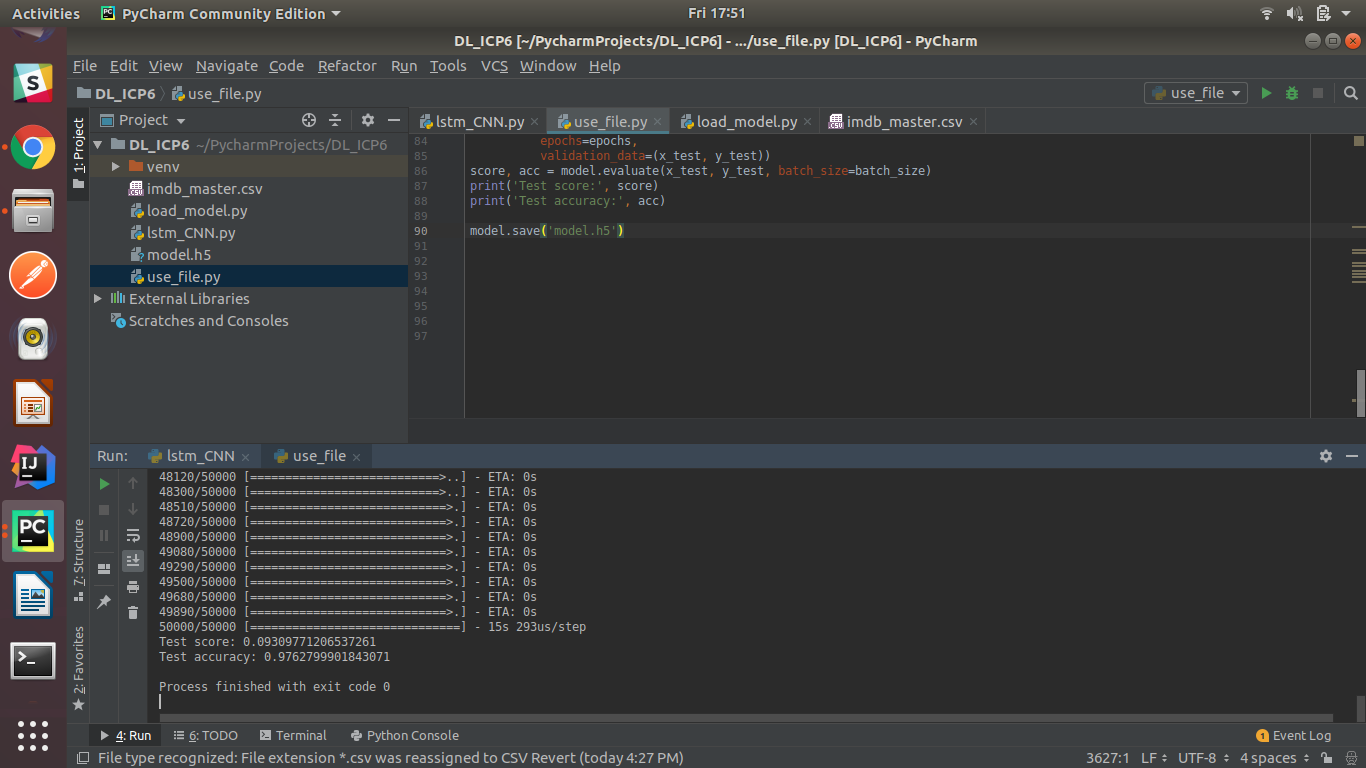 Activities PyCharm Community Edition Fri 17:51
DL_ICP6 [~/PycharmProjects/DL_ICP6] - .../use_file.py [DL_ICP6] - PyCharm
File Edit View Navigate Code Refactor Run Tools VCS Window Help
DL_ICP6 use_file.py use_file
1: Project
Project
DL_ICP6 ~/PycharmProjects/DL_ICP6
venv
imdb_master.csv
load_model.py
lstm_CNN.py
model.h5
use_file.py
External Libraries
Scratches and Consoles
lstm_CNN.py use_file.py load_model.py imdb_master.csv
84 epochs=epochs,
85 validation_data=(x_test, y_test))
86 score, acc = model.evaluate(x_test, y_test, batch_size=batch_size)
87 print('Test score:', score)
88 print('Test accuracy:', acc)
89
90 model.save('model.h5')
91
92
93
94
95
96
97
Run: lstm_CNN use_file
48120/50000 [===========================>..] - ETA: 0s
48300/50000 [===========================>..] - ETA: 0s
48510/50000 [============================>.] - ETA: 0s
48720/50000 [============================>.] - ETA: 0s
48900/50000 [============================>.] - ETA: 0s
49080/50000 [============================>.] - ETA: 0s
49290/50000 [============================>.] - ETA: 0s
49500/50000 [============================>.] - ETA: 0s
49680/50000 [============================>.] - ETA: 0s
49890/50000 [============================>.] - ETA: 0s
50000/50000 [==============================] - 15s 293us/step
Test score: 0.09309771206537261
Test accuracy: 0.9762799901843071
Process finished with exit code 0
7: Structure
2: Favorites
4: Run 6: TODO Terminal Python Console 1 Event Log
File type recognized: File extension *.csv was reassigned to CSV Revert (today 4:27 PM) 3627:1 LF UTF-8 4 spaces